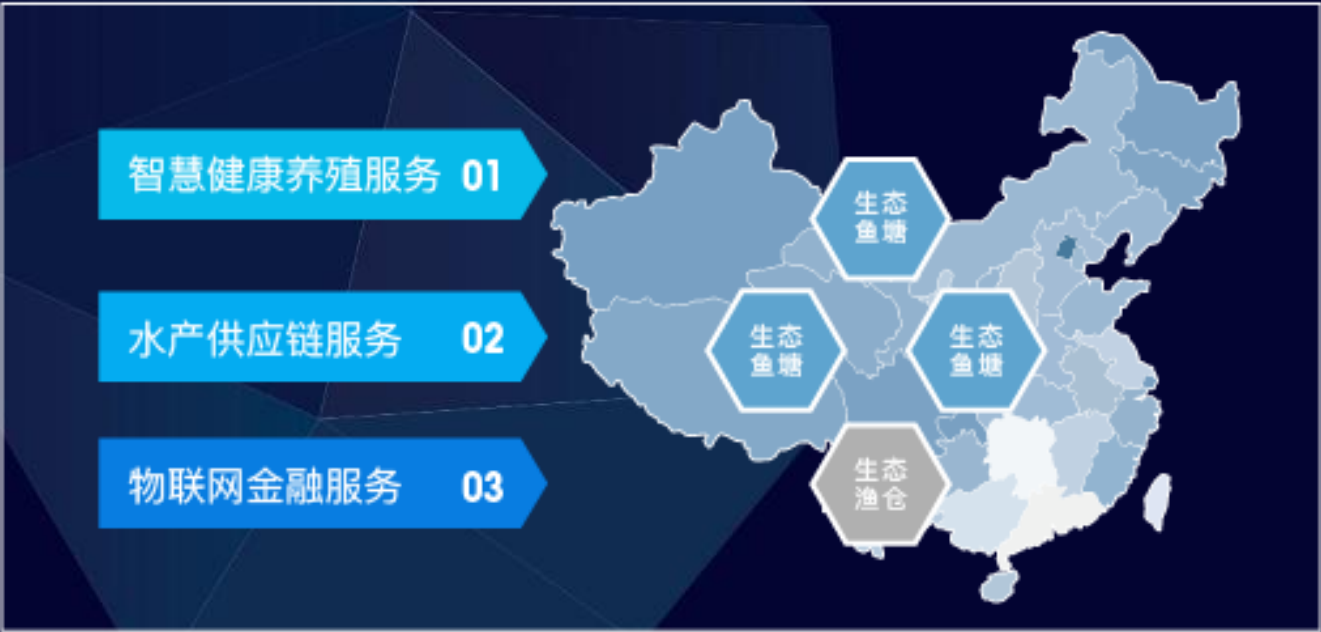 智慧健康养殖服务 01
水产供应链服务 02
物联网金融服务 03
生态
鱼塘
生态
鱼塘
生态
鱼塘
生态
渔仓